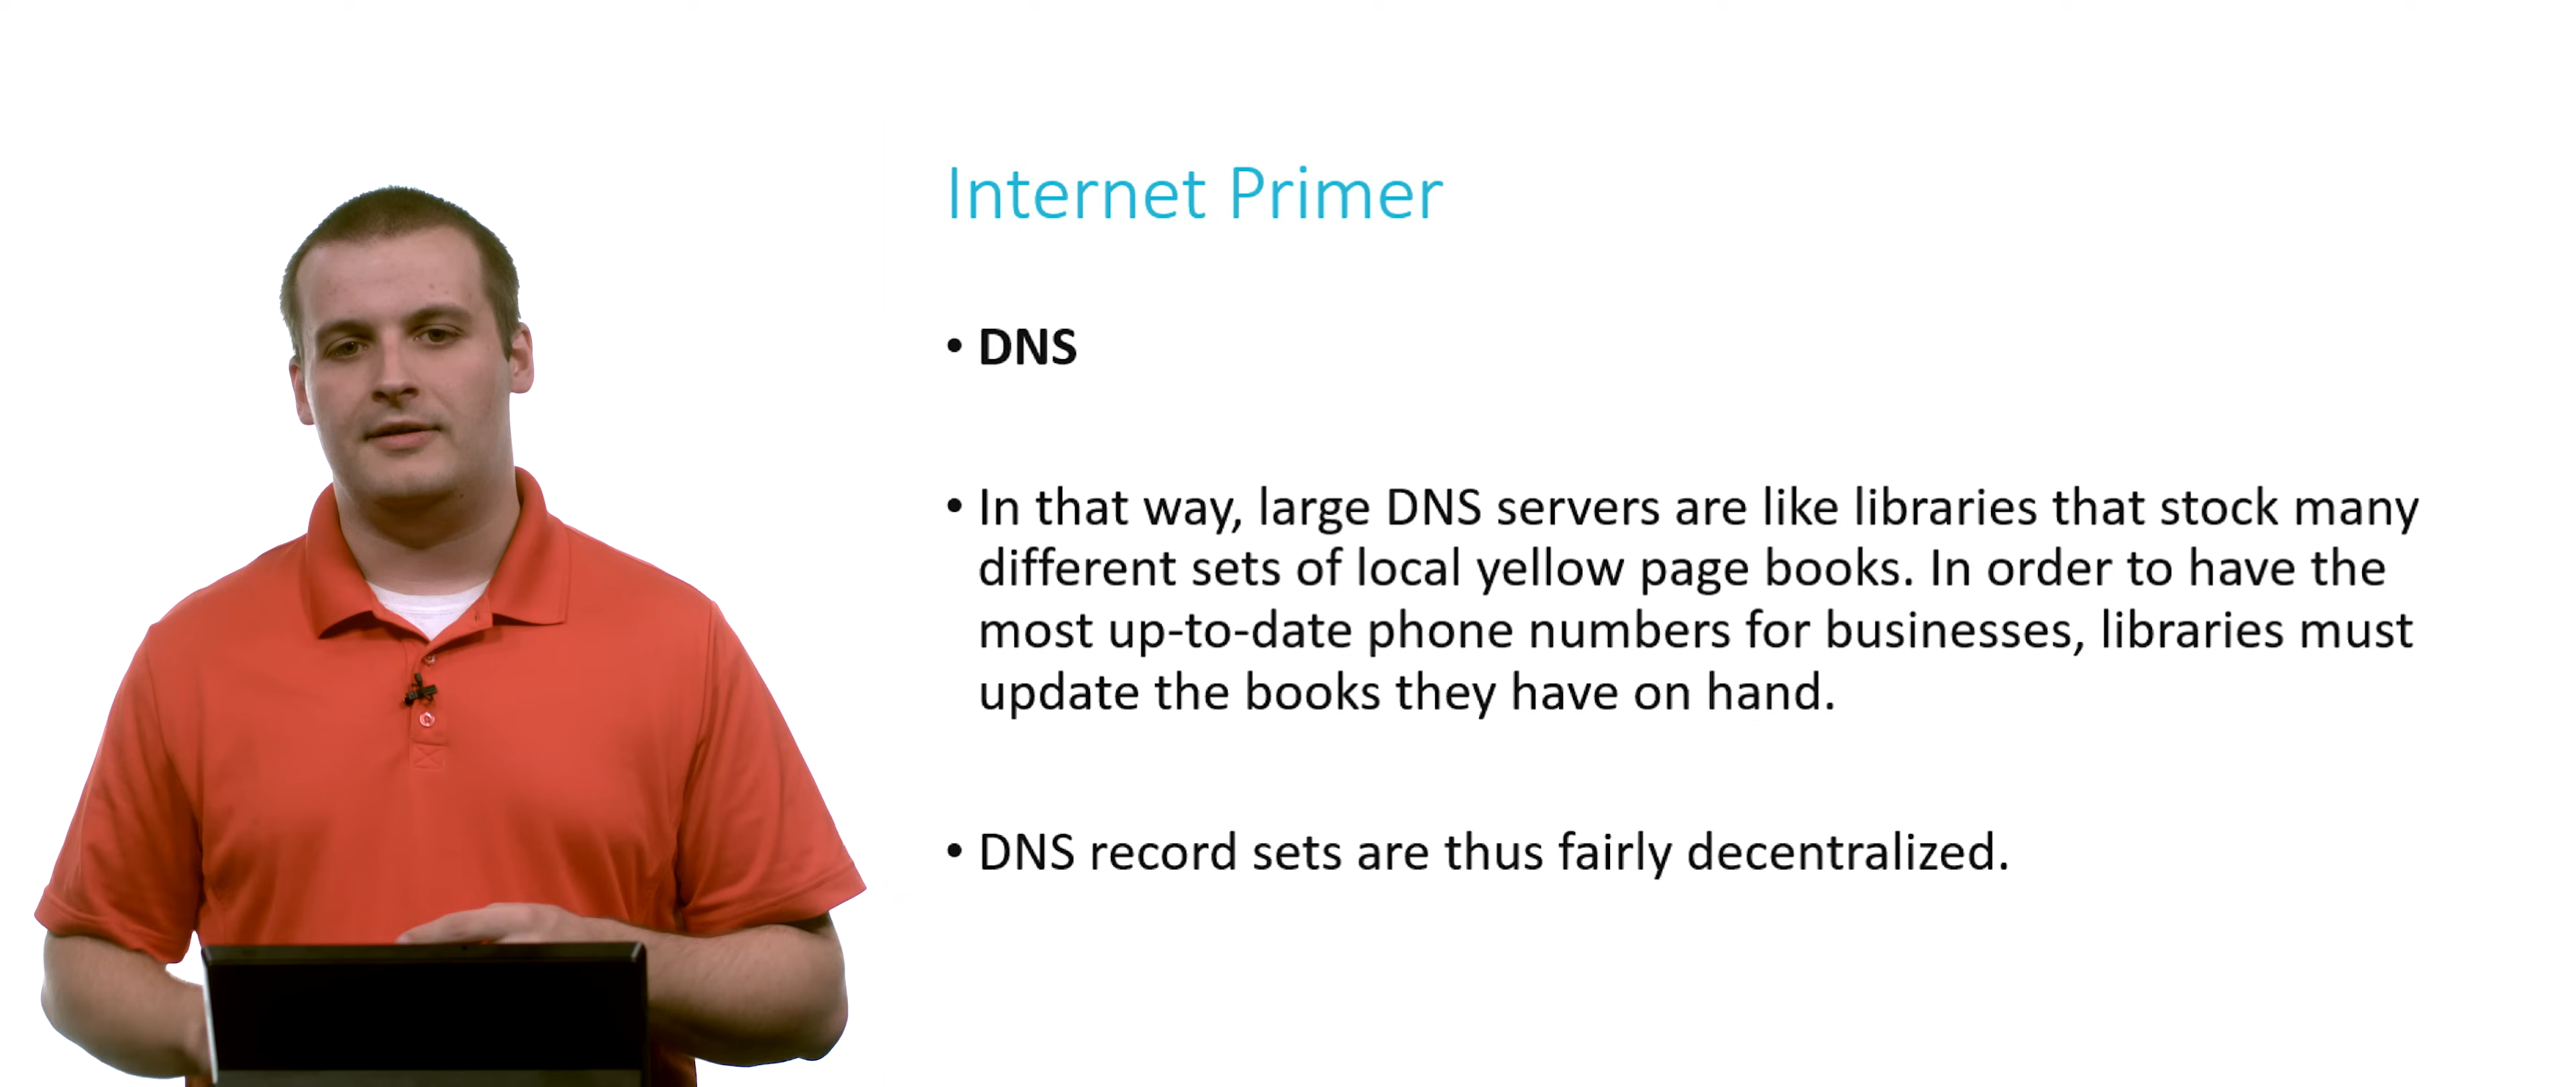 Internet Primer
• DNS
• In that way, large DNS servers are like libraries that stock many
different sets of local yellow page books. In order to have the
most up-to-date phone numbers for businesses, libraries must
update the books they have on hand.
• DNS record sets are thus fairly decentralized.